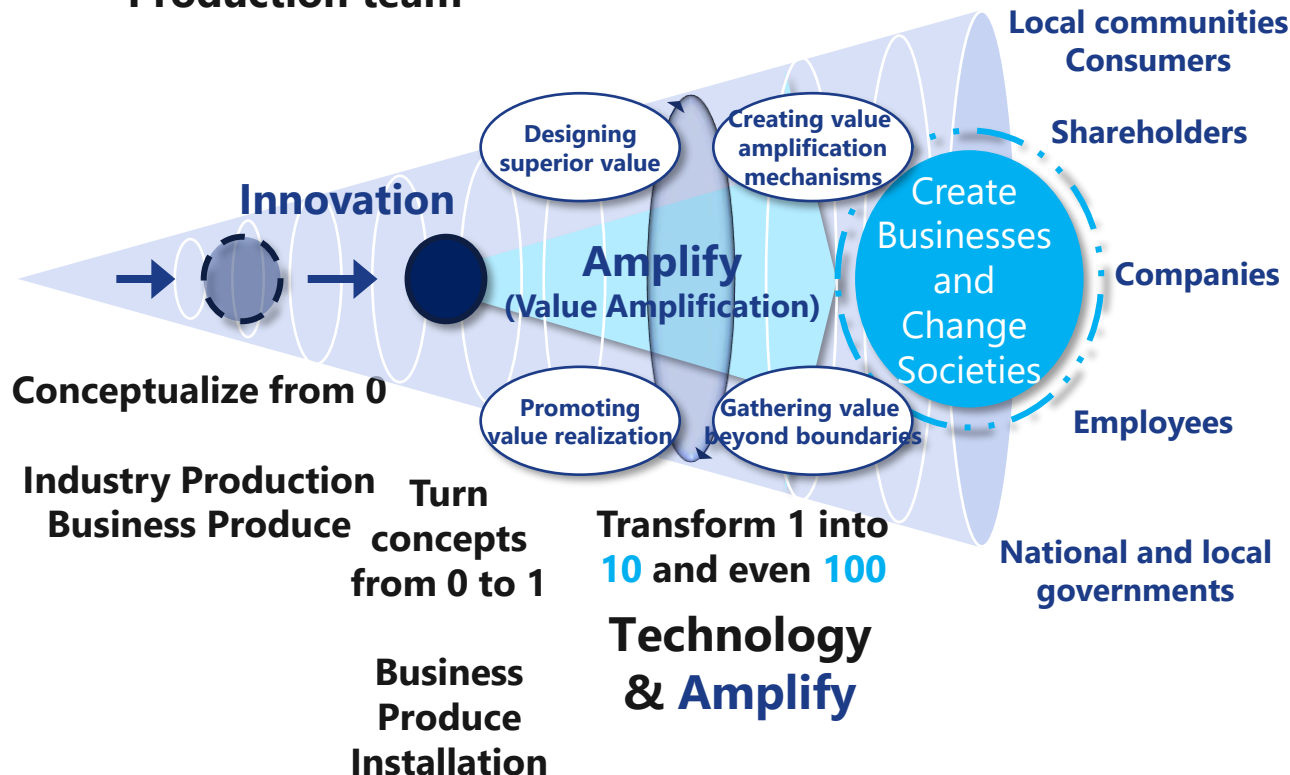 Production team
Local communities
Consumers
Shareholders
Designing
superior value
Creating value
amplification
mechanisms
Innovation
Create
Businesses
and
Change
Societies
Amplify
(Value Amplification)
Companies
Conceptualize from 0
Promoting
value realization
Gathering value
beyond boundaries
Employees
Industry Production
Business Produce
Turn
concepts
from 0 to 1
Transform 1 into
10 and even 100
National and local
governments
Technology
& Amplify
Business
Produce
Installation